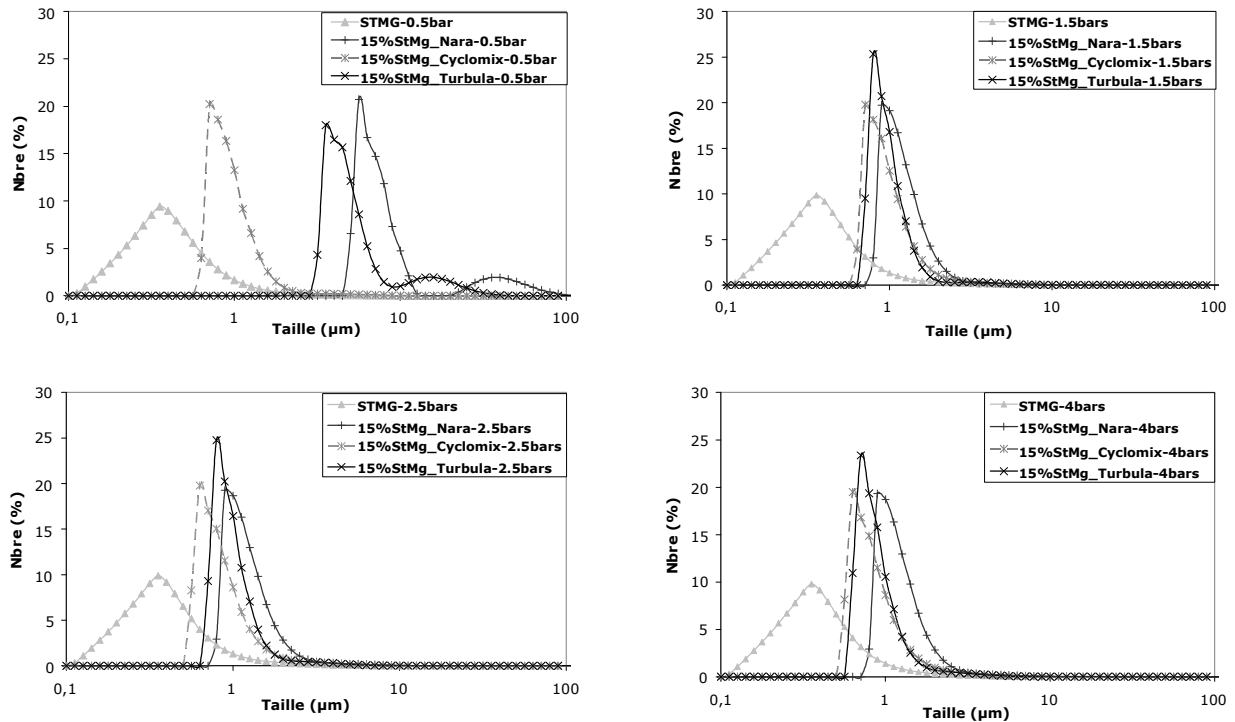 Nbre (%)
30
25
20
15
10
5
0
STMG-0.5bar
15%StMg_Nara-0.5bar
15%StMg_Cyclomix-0.5bar
15%StMg_Turbula-0.5bar
0,1
1
10
100
Taille (µm)
Nbre (%)
30
25
20
15
10
5
0
STMG-1.5bars
15%StMg_Nara-1.5bars
15%StMg_Cyclomix-1.5bars
15%StMg_Turbula-1.5bars
0,1
1
10
100
Taille (µm)
Nbre (%)
30
25
20
15
10
5
0
STMG-2.5bars
15%StMg_Nara-2.5bars
15%StMg_Cyclomix-2.5bars
15%StMg_Turbula-2.5bars
0,1
1
10
100
Taille (µm)
Nbre (%)
30
25
20
15
10
5
0
STMG-4bars
15%StMg_Nara-4bars
15%StMg_Cyclomix-4bars
15%StMg_Turbula-4bars
0,1
1
10
100
Taille (µm)